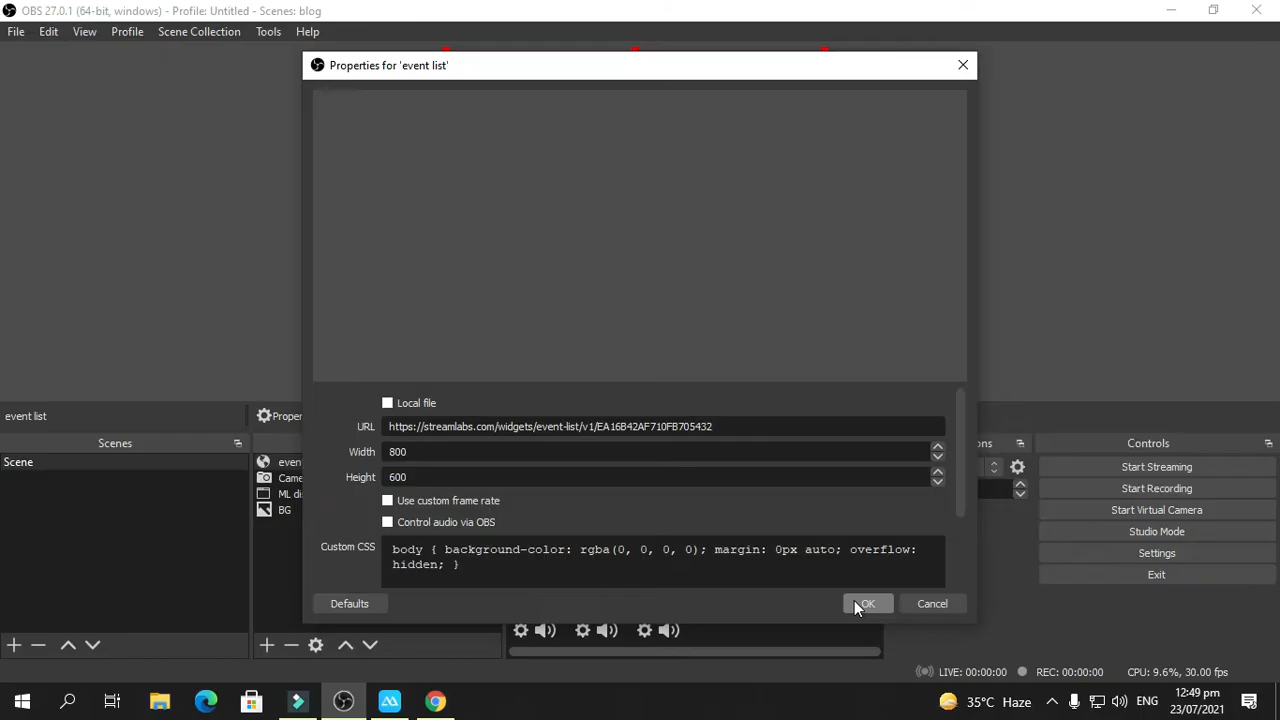 OBS 27.0.1 (64-bit, windows) - Profile: Untitled - Scenes: blog
File Edit View Profile Scene Collection Tools Help
Properties for 'event list'
Local file
URL https://streamlabs.com/widgets/event-list/v1/EA16B42AF710FB705432
Width 800
Height 600
Use custom frame rate
Control audio via OBS
Custom CSS body { background-color: rgba(0, 0, 0, 0); margin: 0px auto; overflow:
hidden; }
Defaults OK Cancel
event list
Scenes
Scene
Controls
Start Streaming
Start Recording
Start Virtual Camera
Studio Mode
Settings
Exit
BG
LIVE: 00:00:00 REC: 00:00:00 CPU: 9.6%, 30.00 fps
35°C Haze ENG 12:49 pm
23/07/2021